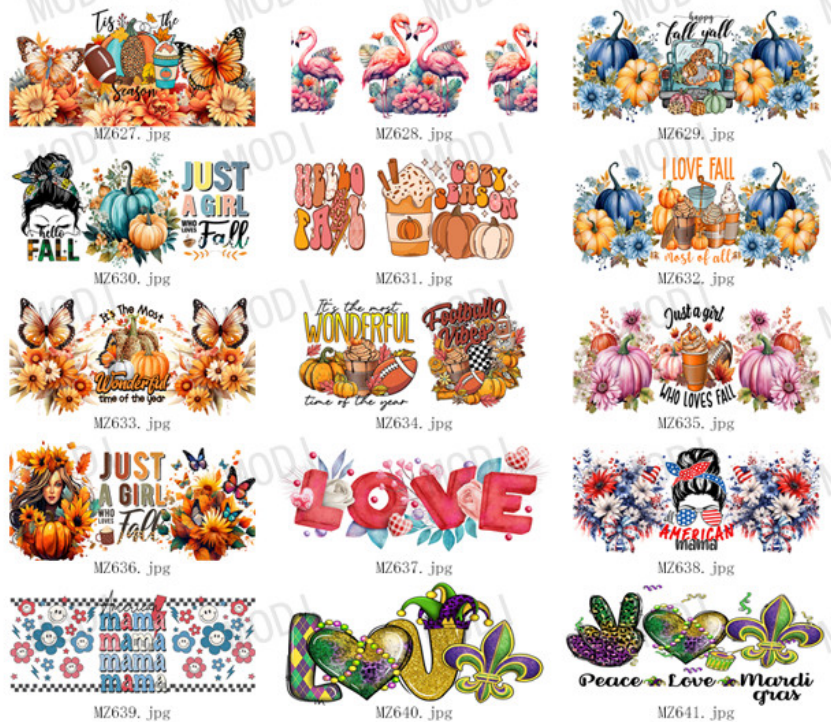 Tis The
Season
MZ627.jpg
MZ628.jpg
happy
fall y'all
MZ629.jpg
hello
FALL
JUST
A GIRL
WHO
LOVES
Fall
MZ630.jpg
HELLO
FALL
COZY
SEASON
MZ631.jpg
I LOVE FALL
most of all
MZ632.jpg
It's The Most
Wonderful
time of the year
MZ633.jpg
It's the most
WONDERFUL
time of the year
Football
Vibes
MZ634.jpg
Just a girl
WHO LOVES FALL
MZ635.jpg
JUST
A GIRL
WHO
LOVES
Fall
MZ636.jpg
LOVE
MZ637.jpg
all
AMERICAN
mama
MZ638.jpg
American
mama
mama
mama
mama
MZ639.jpg
LOVE
MZ640.jpg
Peace Love Mardi
gras
MZ641.jpg
MODI